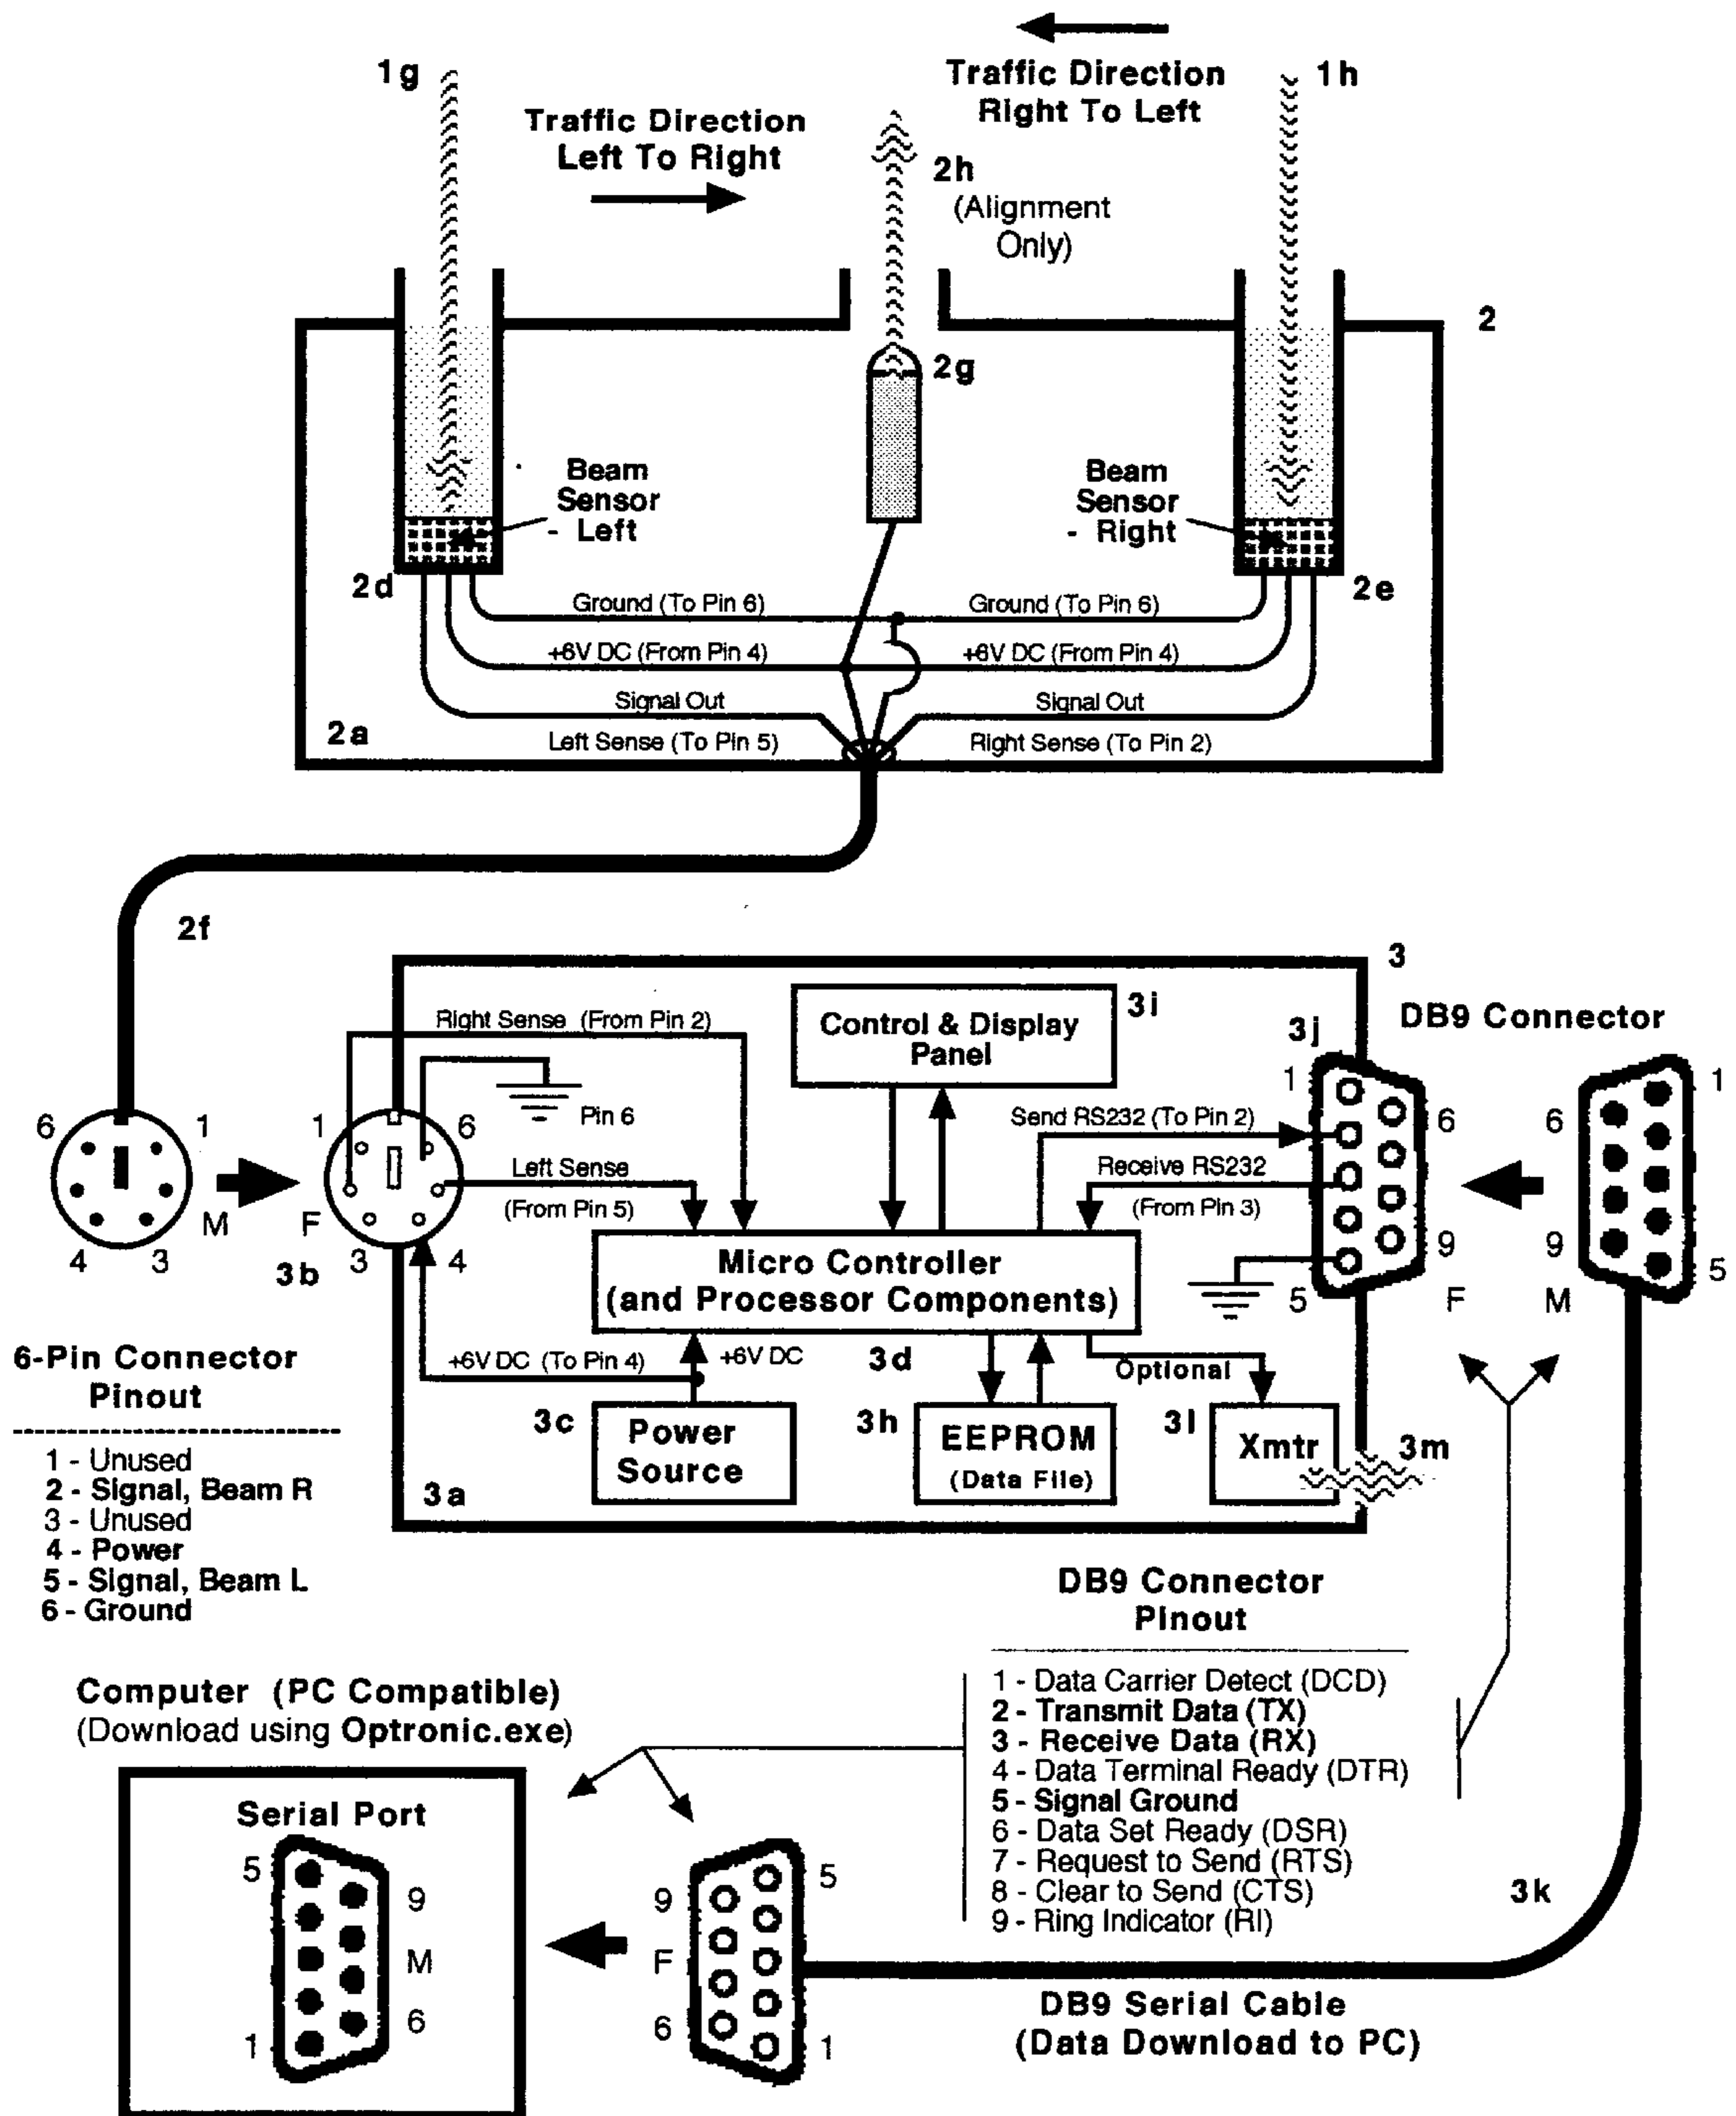 1g
Traffic Direction
Right To Left
1h
Traffic Direction
Left To Right
2h
(Alignment
Only)
2
2g
Beam
Sensor
- Left
Beam
Sensor
- Right
2d
2e
Ground (To Pin 6)
Ground (To Pin 6)
+6V DC (From Pin 4)
+6V DC (From Pin 4)
Signal Out
Signal Out
2a
Left Sense (To Pin 5)
Right Sense (To Pin 2)
2f
3
Right Sense (From Pin 2)
Control & Display
Panel
3i
3j
DB9 Connector
6
1
M
4
3
1
6
F
3
4
3b
Pin 6
Left Sense
(From Pin 5)
Send RS232 (To Pin 2)
Receive RS232
(From Pin 3)
1
6
9
5
F
1
6
9
5
M
Micro Controller
(and Processor Components)
+6V DC (To Pin 4)
+6V DC
3d
Optional
3c
Power
Source
3h
EEPROM
(Data File)
3l
Xmtr
3m
3a
6-Pin Connector
Pinout
1 - Unused
2 - Signal, Beam R
3 - Unused
4 - Power
5 - Signal, Beam L
6 - Ground
DB9 Connector
Pinout
1 - Data Carrier Detect (DCD)
2 - Transmit Data (TX)
3 - Receive Data (RX)
4 - Data Terminal Ready (DTR)
5 - Signal Ground
6 - Data Set Ready (DSR)
7 - Request to Send (RTS)
8 - Clear to Send (CTS)
9 - Ring Indicator (RI)
Computer (PC Compatible)
(Download using Optronic.exe)
Serial Port
5
9
M
6
1
5
9
F
6
1
3k
DB9 Serial Cable
(Data Download to PC)